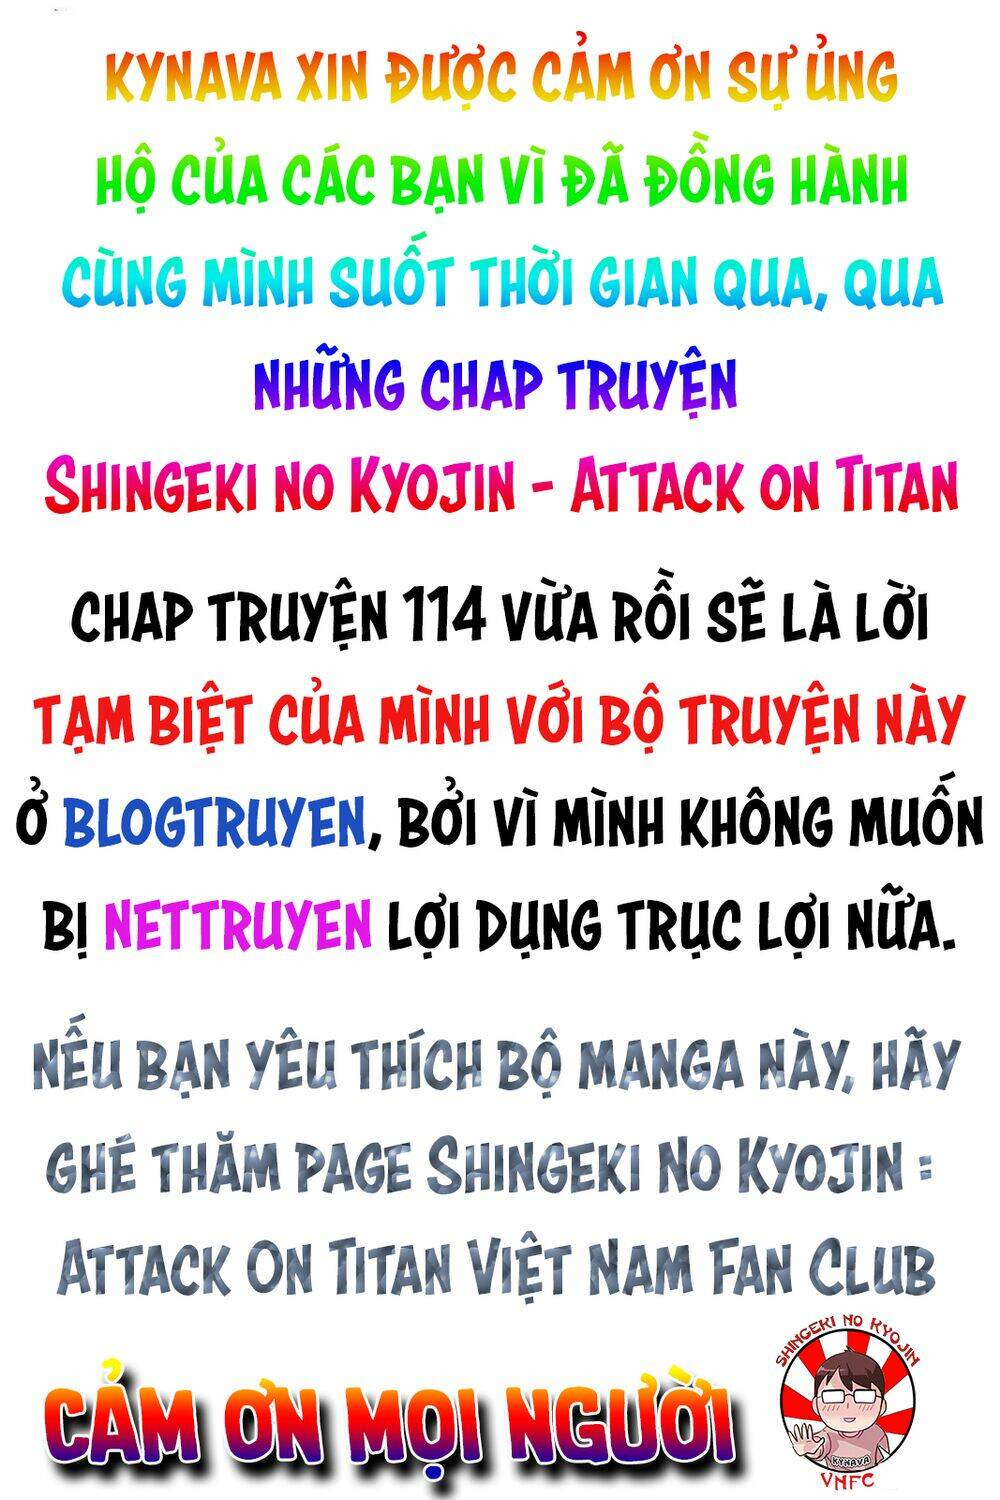 KYNAVA XIN ĐƯỢC CẢM ƠN SỰ ỦNG
HỘ CỦA CÁC BẠN VÌ ĐÃ ĐỒNG HÀNH
CÙNG MÌNH SUỐT THỜI GIAN QUA, QUA
NHỮNG CHAP TRUYỆN
SHINGEKI NO KYOJIN - ATTACK ON TITAN
CHAP TRUYỆN 114 VỪA RỒI SẼ LÀ LỜI
TẠM BIỆT CỦA MÌNH VỚI BỘ TRUYỆN NÀY
Ở BLOGTRUYEN, BỞI VÌ MÌNH KHÔNG MUỐN
BỊ NETTRUYEN LỢI DỤNG TRỤC LỢI NỮA.
NẾU BẠN YÊU THÍCH BỘ MANGA NÀY, HÃY
GHÉ THĂM PAGE SHINGEKI NO KYOJIN :
ATTACK ON TITAN VIỆT NAM FAN CLUB
SHINGEKI NO KYOJIN
CẢM ƠN MỌI NGƯỜI
KYNAVA
VNFC